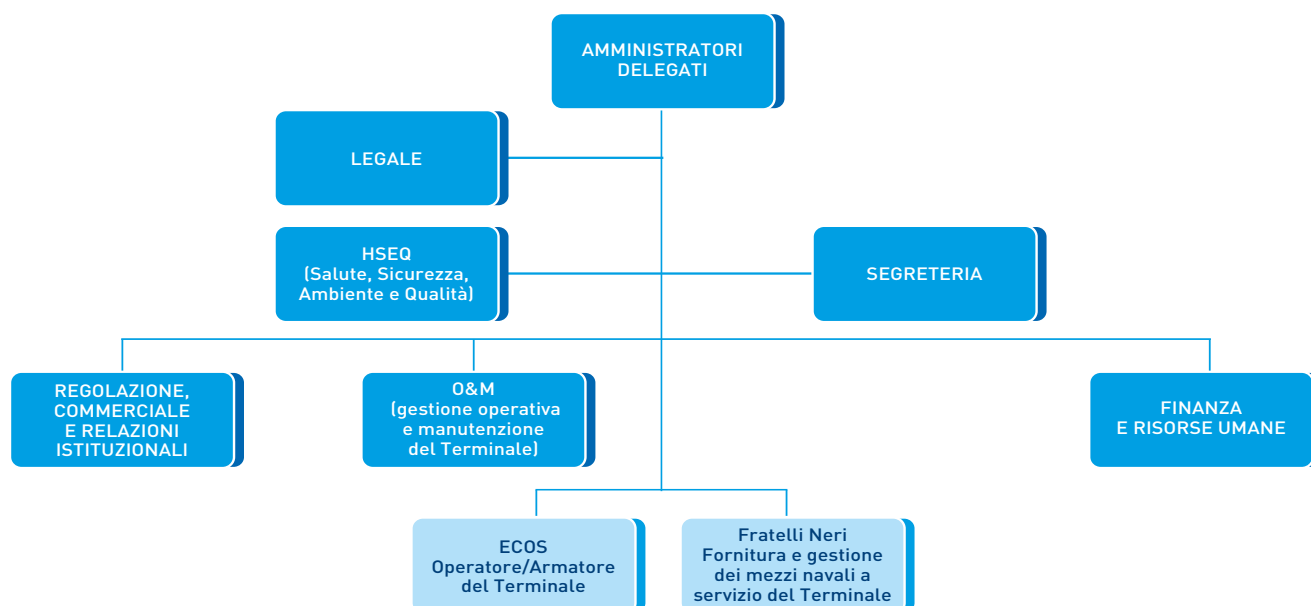 AMMINISTRATORI
DELEGATI
LEGALE
HSEQ
(Salute, Sicurezza,
Ambiente e Qualità)
SEGRETERIA
REGOLAZIONE,
COMMERCIALE
E RELAZIONI
ISTITUZIONALI
O&M
(gestione operativa
e manutenzione
del Terminale)
FINANZA
E RISORSE UMANE
ECOS
Operatore/Armatore
del Terminale
Fratelli Neri
Fornitura e gestione
dei mezzi navali a
servizio del Terminale